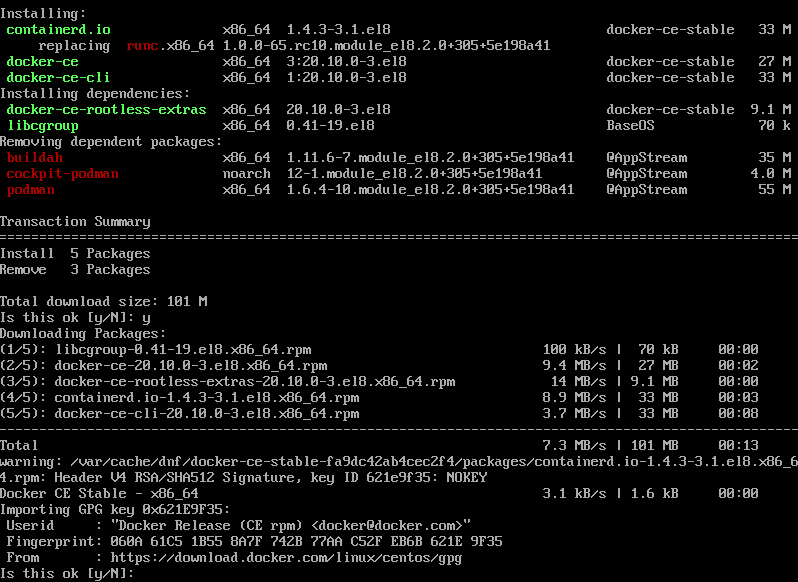 Installing:
 containerd.io              x86_64  1.4.3-3.1.el8                           docker-ce-stable   33 M
     replacing  runc.x86_64 1.0.0-65.rc10.module_el8.2.0+305+5e198a41
 docker-ce                  x86_64  3:20.10.0-3.el8                         docker-ce-stable   27 M
 docker-ce-cli              x86_64  1:20.10.0-3.el8                         docker-ce-stable   33 M
Installing dependencies:
 docker-ce-rootless-extras  x86_64  20.10.0-3.el8                           docker-ce-stable  9.1 M
 libcgroup                  x86_64  0.41-19.el8                             BaseOS             70 k
Removing dependent packages:
 buildah                    x86_64  1.11.6-7.module_el8.2.0+305+5e198a41    @AppStream         35 M
 cockpit-podman             noarch  12-1.module_el8.2.0+305+5e198a41        @AppStream        4.0 M
 podman                     x86_64  1.6.4-10.module_el8.2.0+305+5e198a41    @AppStream         55 M
Transaction Summary
====================================================================================================
Install  5 Packages
Remove   3 Packages
Total download size: 101 M
Is this ok [y/N]: y
Downloading Packages:
(1/5): libcgroup-0.41-19.el8.x86_64.rpm                             100 kB/s |  70 kB     00:00
(2/5): docker-ce-20.10.0-3.el8.x86_64.rpm                           9.4 MB/s |  27 MB     00:02
(3/5): docker-ce-rootless-extras-20.10.0-3.el8.x86_64.rpm            14 MB/s | 9.1 MB     00:00
(4/5): containerd.io-1.4.3-3.1.el8.x86_64.rpm                       8.9 MB/s |  33 MB     00:03
(5/5): docker-ce-cli-20.10.0-3.el8.x86_64.rpm                       3.7 MB/s |  33 MB     00:08
----------------------------------------------------------------------------------------------------
Total                                                               7.3 MB/s | 101 MB     00:13
warning: /var/cache/dnf/docker-ce-stable-fa9dc42ab4cec2f4/packages/containerd.io-1.4.3-3.1.el8.x86_6
4.rpm: Header V4 RSA/SHA512 Signature, key ID 621e9f35: NOKEY
Docker CE Stable - x86_64                                           3.1 kB/s | 1.6 kB     00:00
Importing GPG key 0x621E9F35:
 Userid     : "Docker Release (CE rpm) <docker@docker.com>"
 Fingerprint: 060A 61C5 1B55 8A7F 742B 77AA C52F EB6B 621E 9F35
 From       : https://download.docker.com/linux/centos/gpg
Is this ok [y/N]: